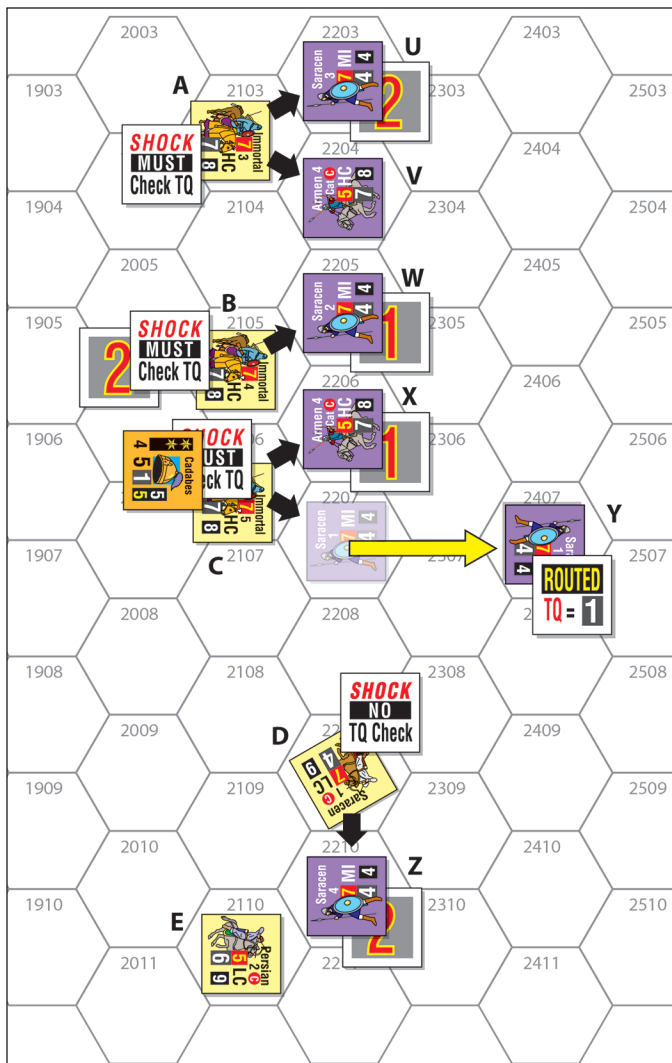 2003
2203
2403
U
1903
A
2103
Saracen
3
7 MI
4 4
2
2303
2503
SHOCK
MUST
Check TQ
Immortal
3
7 HC
7 8
2204
2404
Armen 4
Cat C
5 HC
7 8
V
1904
2104
2304
2504
2005
2205
2405
Saracen
2
7 MI
4 4
W
1905
B
SHOCK
MUST
Check TQ
2105
2
Immortal
4
7 HC
7 8
1
2305
2505
2206
2406
Armen 4
Cat C
5 HC
7 8
X
1906
SHOCK
MUST
Check TQ
Cadabes
4 5 1 5
5
Immortal
5
7 HC
7 8
1
2306
2506
2207
2407
Saracen
1
7 MI
4 4
Y
1907
C
2107
2507
ROUTED
TQ = 1
2008
2208
1908
2108
2308
2508
SHOCK
NO
TQ Check
2009
D
2409
Saracen
1 C
7 LC
4 9
1909
2109
2309
2509
2010
2210
2410
Saracen
4
7 MI
4 4
Z
2
1910
2110
2310
2510
E
Persian
2 C
5 LC
6 9
2011
2411